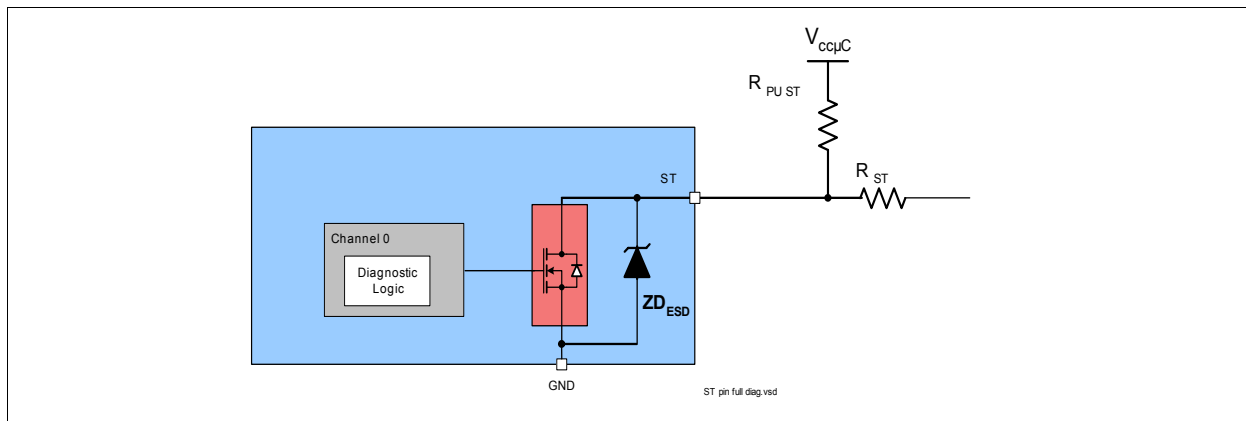 VccµC
R PU ST
R ST
ST
Channel 0
Diagnostic
Logic
ZDESD
GND
ST pin full diag.vsd